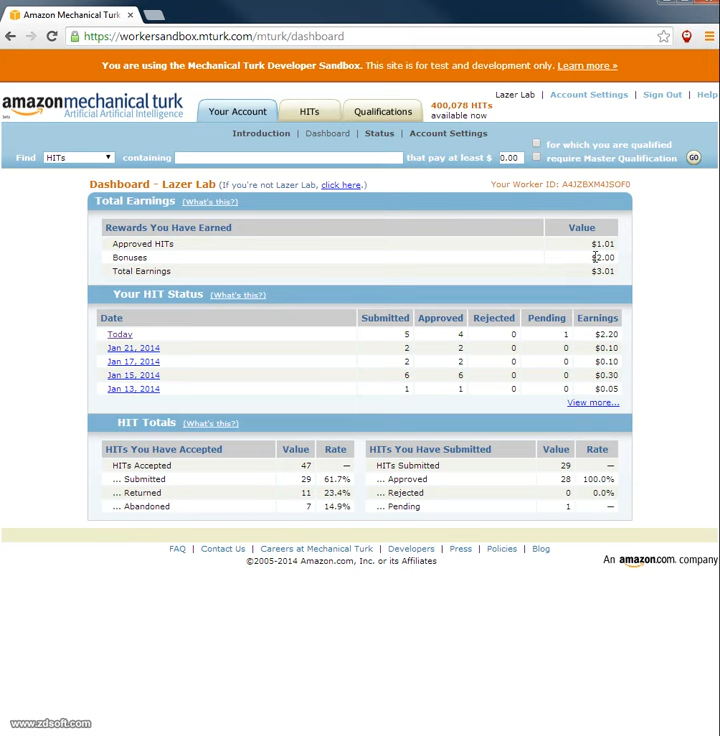 Amazon Mechanical Turk
https://workersandbox.mturk.com/mturk/dashboard
You are using the Mechanical Turk Developer Sandbox. This site is for test and development only. Learn more »
Lazer Lab | Account Settings | Sign Out | Help
amazonmechanical turk
Artificial Artificial Intelligence
beta
Your Account HITs Qualifications
400,078 HITs
available now
Introduction | Dashboard | Status | Account Settings
Find HITs containing that pay at least $ 0.00
for which you are qualified
require Master Qualification
GO
Dashboard - Lazer Lab (If you're not Lazer Lab, click here.)
Your Worker ID: A4JZBXM4JSOF0
Total Earnings (What's this?)
Rewards You Have Earned Value
Approved HITs $1.01
Bonuses $2.00
Total Earnings $3.01
Your HIT Status (What's this?)
Date Submitted Approved Rejected Pending Earnings
Today 5 4 0 1 $2.20
Jan 21, 2014 2 2 0 0 $0.10
Jan 17, 2014 2 2 0 0 $0.10
Jan 15, 2014 6 6 0 0 $0.30
Jan 13, 2014 1 1 0 0 $0.05
View more...
HIT Totals (What's this?)
HITs You Have Accepted Value Rate
HITs Accepted 47 —
... Submitted 29 61.7%
... Returned 11 23.4%
... Abandoned 7 14.9%
HITs You Have Submitted Value Rate
HITs Submitted 29 —
... Approved 28 100.0%
... Rejected 0 0.0%
... Pending 1 —
FAQ | Contact Us | Careers at Mechanical Turk | Developers | Press | Policies | Blog
©2005-2014 Amazon.com, Inc. or its Affiliates
An amazon.com company
www.zdsoft.com